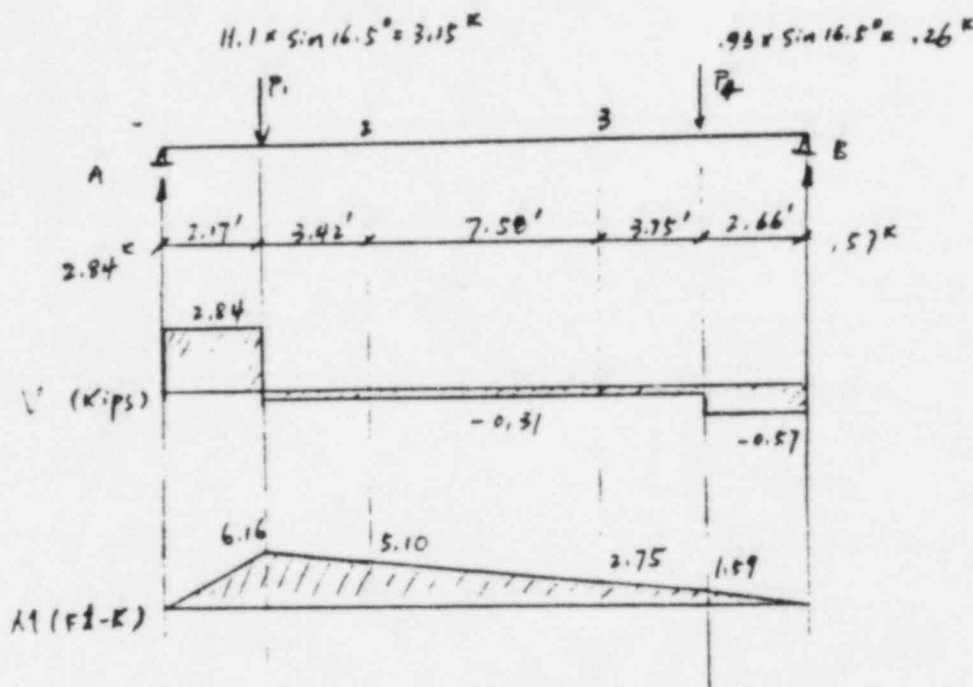 11.1 x sin 16.5° = 3.15 K
.93 x sin 16.5° = .26 K
P1
P4
2
3
A
B
2.17'
3.42'
7.58'
3.75'
2.66'
2.84 K
.57 K
2.84
V (Kips)
-0.31
-0.57
6.16
5.10
2.75
1.59
M (Ft-K)